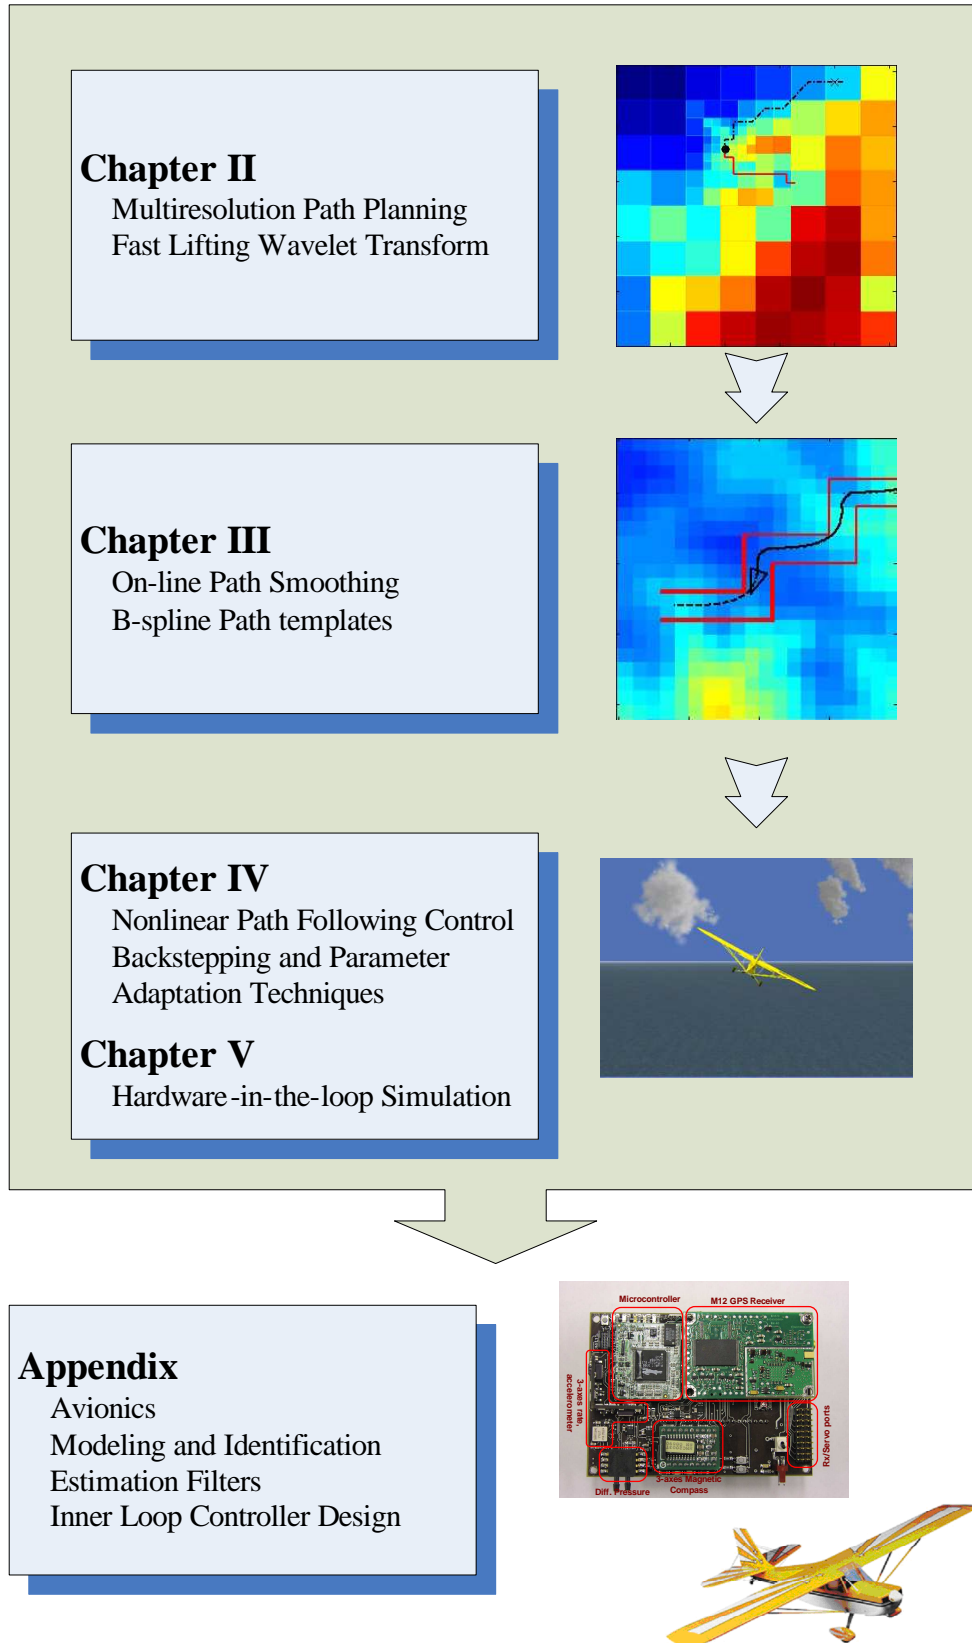 Chapter II
Multiresolution Path Planning
Fast Lifting Wavelet Transform
Chapter III
On-line Path Smoothing
B-spline Path templates
Chapter IV
Nonlinear Path Following Control
Backstepping and Parameter
Adaptation Techniques
Chapter V
Hardware-in-the-loop Simulation
Appendix
Avionics
Modeling and Identification
Estimation Filters
Inner Loop Controller Design
Microcontroller
M12 GPS Receiver
3-axes rate,
accelerometer
Rx/Servo ports
Diff. Pressure
3-axes Magnetic
Compass